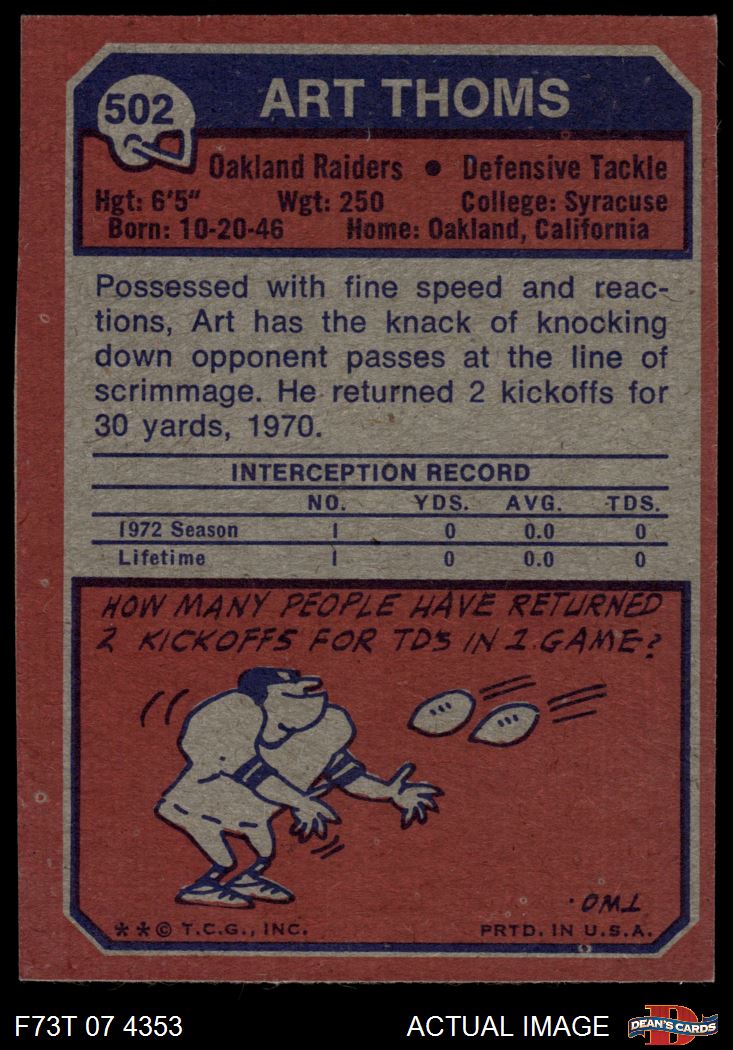 502
ART THOMS
Oakland Raiders • Defensive Tackle
Hgt: 6'5" Wgt: 250 College: Syracuse
Born: 10-20-46 Home: Oakland, California
Possessed with fine speed and reac-
tions, Art has the knack of knocking
down opponent passes at the line of
scrimmage. He returned 2 kickoffs for
30 yards, 1970.
INTERCEPTION RECORD
NO. YDS. AVG. TDS.
1972 Season 1 0 0.0 0
Lifetime 1 0 0.0 0
HOW MANY PEOPLE HAVE RETURNED
2 KICKOFFS FOR TD'S IN 1 GAME?
TWO.
** © T.C.G., INC. PRTD. IN U.S.A.
F73T 07 4353 ACTUAL IMAGE
D
DEAN'S CARDS